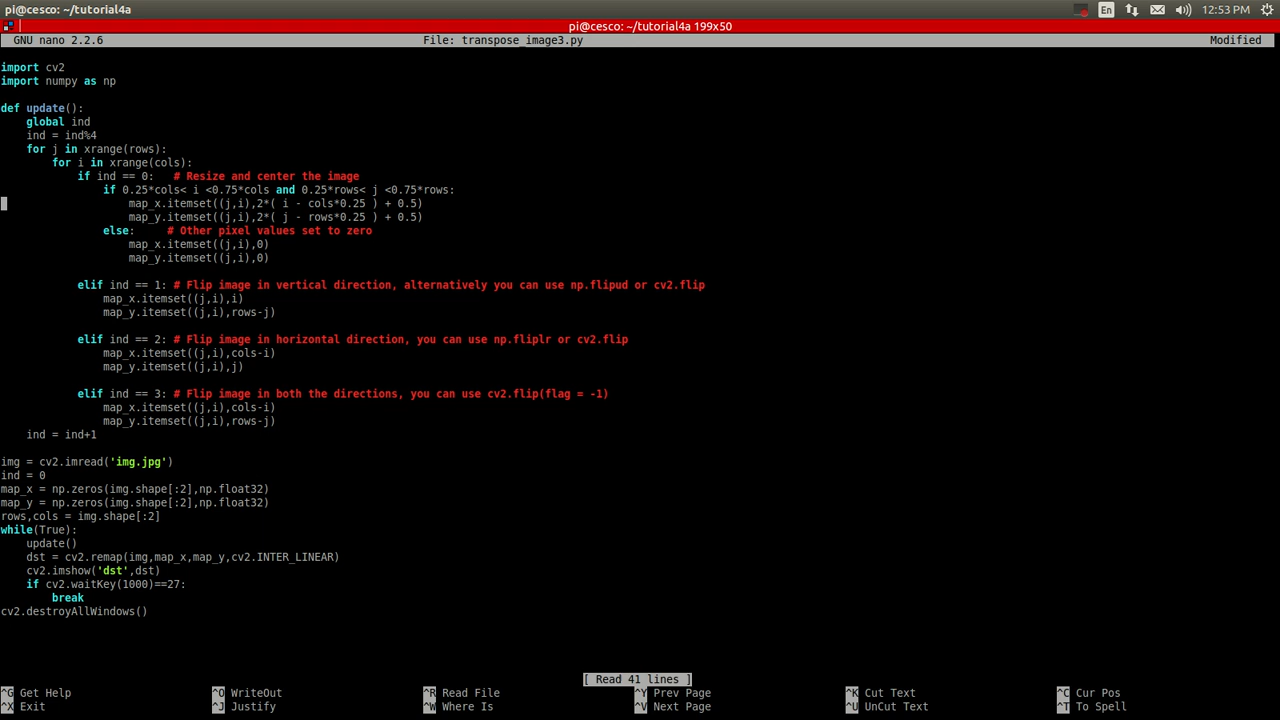 pi@cesco: ~/tutorial4a
En
12:53 PM
pi@cesco: ~/tutorial4a 199x50
GNU nano 2.2.6 File: transpose_image3.py Modified
import cv2
import numpy as np
def update():
    global ind
    ind = ind%4
    for j in xrange(rows):
        for i in xrange(cols):
            if ind == 0:   # Resize and center the image
                if 0.25*cols< i <0.75*cols and 0.25*rows< j <0.75*rows:
                    map_x.itemset((j,i),2*( i - cols*0.25 ) + 0.5)
                    map_y.itemset((j,i),2*( j - rows*0.25 ) + 0.5)
                else:     # Other pixel values set to zero
                    map_x.itemset((j,i),0)
                    map_y.itemset((j,i),0)
            elif ind == 1: # Flip image in vertical direction, alternatively you can use np.flipud or cv2.flip
                map_x.itemset((j,i),i)
                map_y.itemset((j,i),rows-j)
            elif ind == 2: # Flip image in horizontal direction, you can use np.fliplr or cv2.flip
                map_x.itemset((j,i),cols-i)
                map_y.itemset((j,i),j)
            elif ind == 3: # Flip image in both the directions, you can use cv2.flip(flag = -1)
                map_x.itemset((j,i),cols-i)
                map_y.itemset((j,i),rows-j)
    ind = ind+1
img = cv2.imread('img.jpg')
ind = 0
map_x = np.zeros(img.shape[:2],np.float32)
map_y = np.zeros(img.shape[:2],np.float32)
rows,cols = img.shape[:2]
while(True):
    update()
    dst = cv2.remap(img,map_x,map_y,cv2.INTER_LINEAR)
    cv2.imshow('dst',dst)
    if cv2.waitKey(1000)==27:
        break
cv2.destroyAllWindows()
[ Read 41 lines ]
^G Get Help ^O WriteOut ^R Read File ^Y Prev Page ^K Cut Text ^C Cur Pos
^X Exit ^J Justify ^W Where Is ^V Next Page ^U UnCut Text ^T To Spell